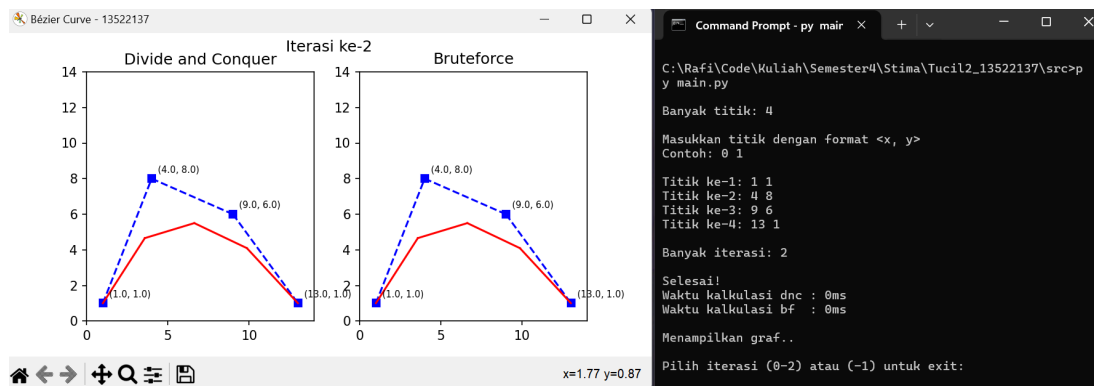 Bézier Curve - 13522137
Iterasi ke-2
Divide and Conquer
Bruteforce
14
12
10
8
6
4
2
0
0
5
10
(4.0, 8.0)
(9.0, 6.0)
(1.0, 1.0)
(13.0, 1.0)
14
12
10
8
6
4
2
0
0
5
10
(4.0, 8.0)
(9.0, 6.0)
(1.0, 1.0)
(13.0, 1.0)
x=1.77 y=0.87
Command Prompt - py main
C:\Rafi\Code\Kuliah\Semester4\Stima\Tucil2_13522137\src>p
y main.py
Banyak titik: 4
Masukkan titik dengan format <x, y>
Contoh: 0 1
Titik ke-1: 1 1
Titik ke-2: 4 8
Titik ke-3: 9 6
Titik ke-4: 13 1
Banyak iterasi: 2
Selesai!
Waktu kalkulasi dnc : 0ms
Waktu kalkulasi bf  : 0ms
Menampilkan graf..
Pilih iterasi (0-2) atau (-1) untuk exit: